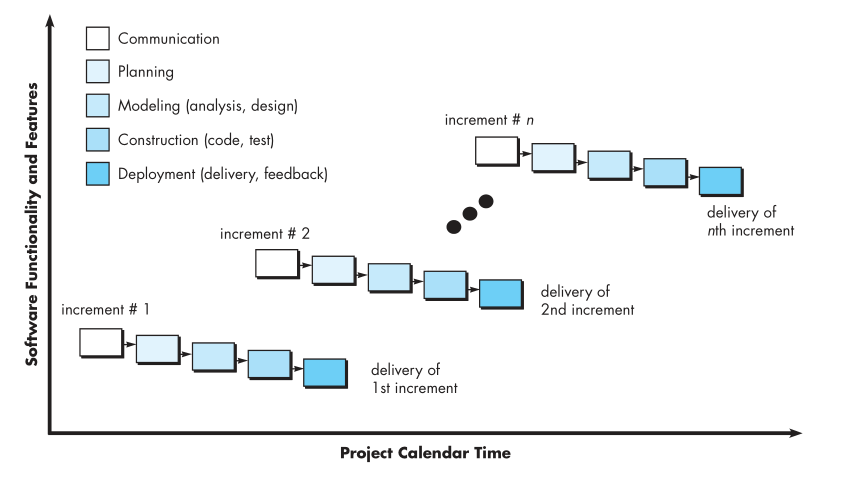 Software Functionality and Features
Communication
Planning
Modeling (analysis, design)
Construction (code, test)
Deployment (delivery, feedback)
increment # n
delivery of
nth increment
increment # 2
delivery of
2nd increment
increment # 1
delivery of
1st increment
Project Calendar Time